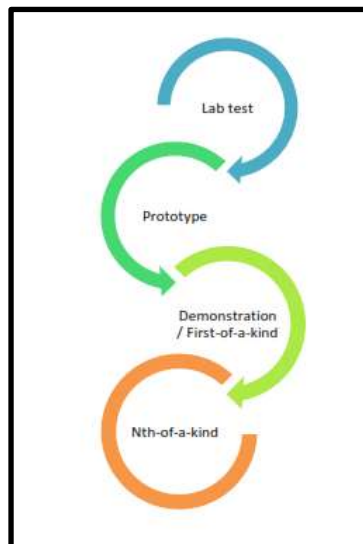 Lab test
Prototype
Demonstration
/ First-of-a-kind
Nth-of-a-kind